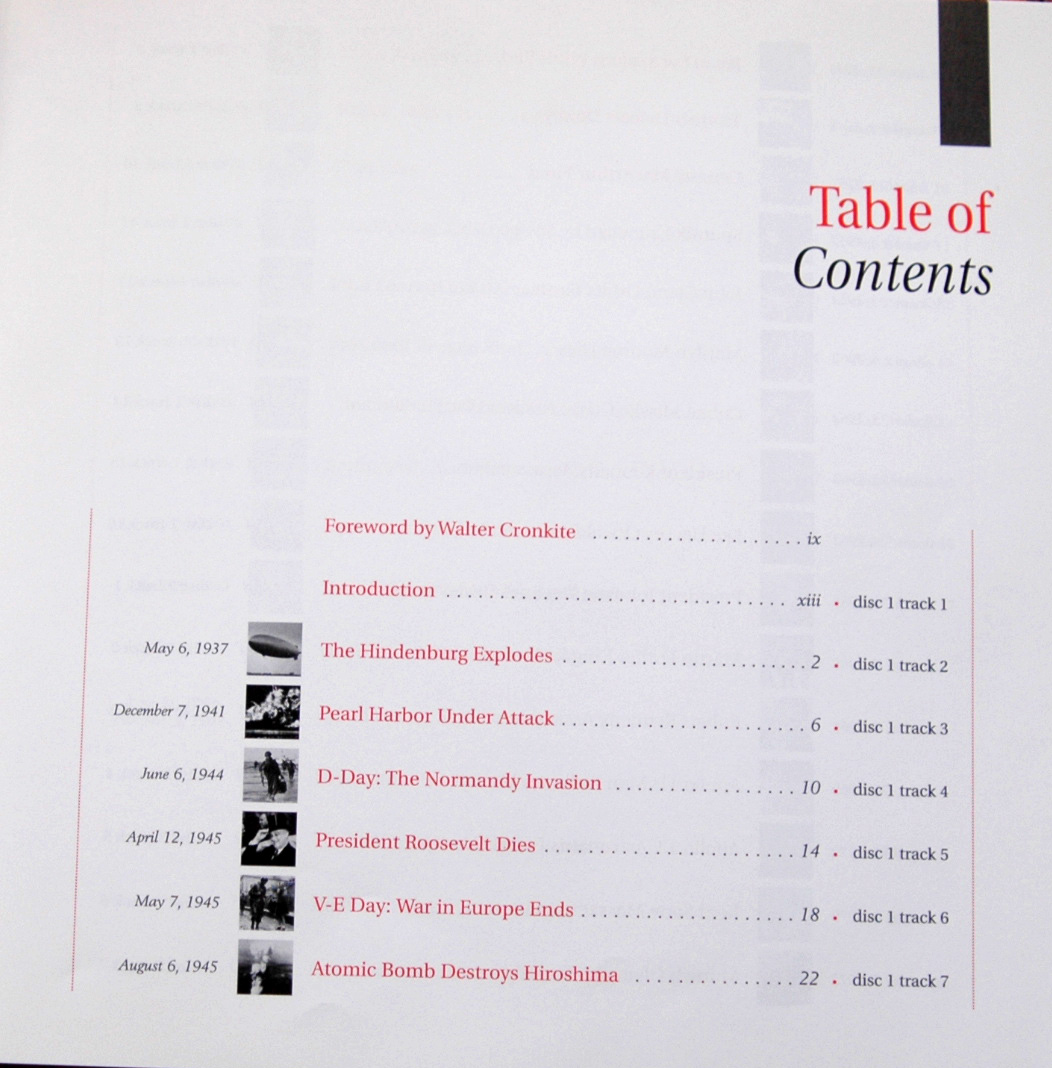 Table of
Contents
Foreword by Walter Cronkite . . . . . . . . . . . . . . . . . . . . ix
Introduction . . . . . . . . . . . . . . . . . . . . . . . . . . . . . . . . xiii • disc 1 track 1
May 6, 1937 The Hindenburg Explodes . . . . . . . . . . . . . . . . . . . . . . . 2 • disc 1 track 2
December 7, 1941 Pearl Harbor Under Attack . . . . . . . . . . . . . . . . . . . . . . . 6 • disc 1 track 3
June 6, 1944 D-Day: The Normandy Invasion . . . . . . . . . . . . . . . . . 10 • disc 1 track 4
April 12, 1945 President Roosevelt Dies . . . . . . . . . . . . . . . . . . . . . . . . 14 • disc 1 track 5
May 7, 1945 V-E Day: War in Europe Ends . . . . . . . . . . . . . . . . . . . . 18 • disc 1 track 6
August 6, 1945 Atomic Bomb Destroys Hiroshima . . . . . . . . . . . . . . . 22 • disc 1 track 7